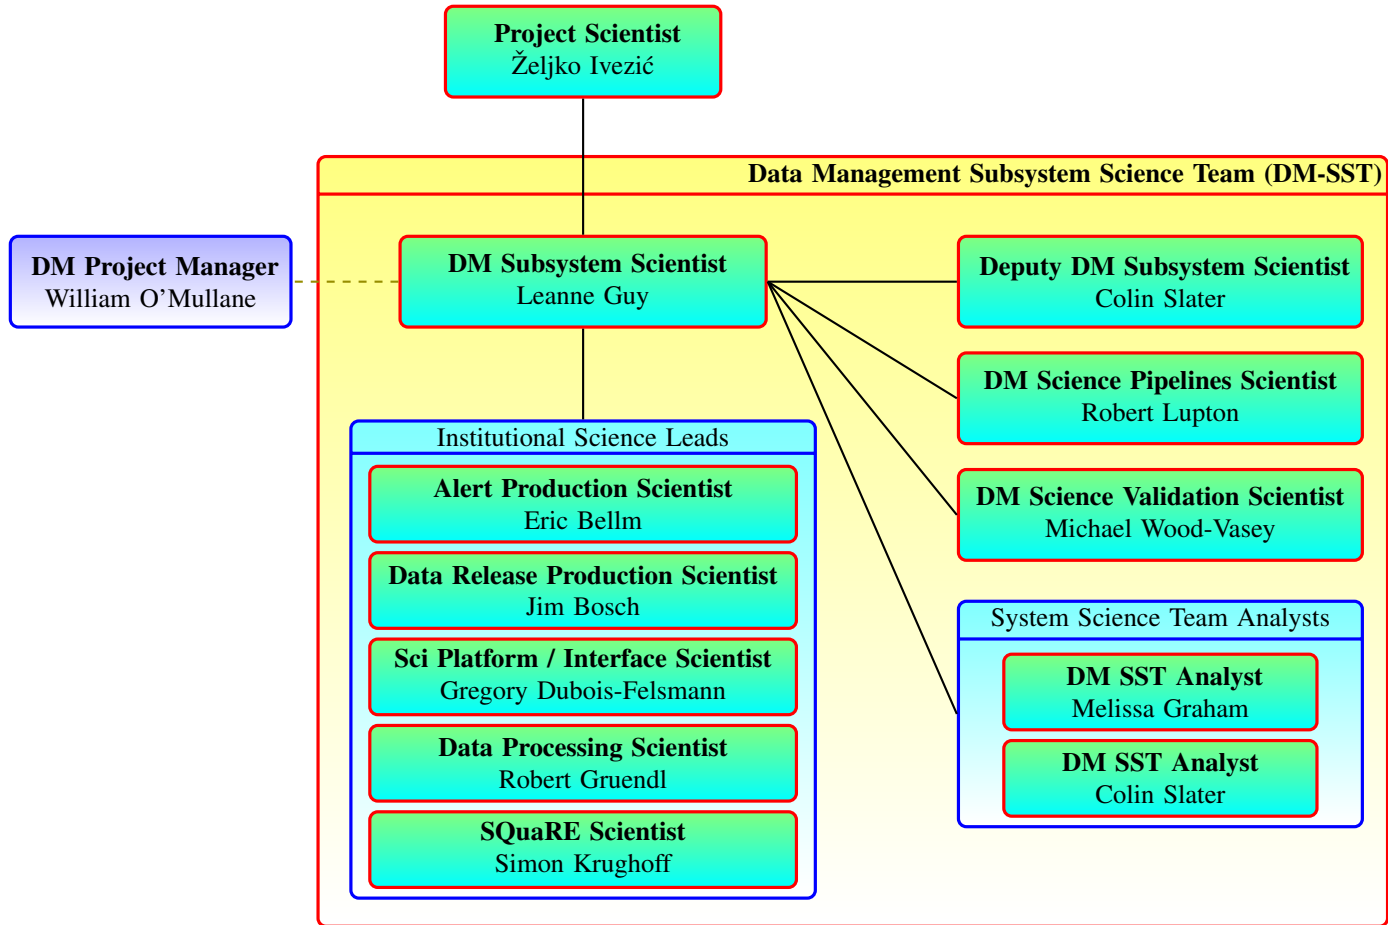 Project Scientist
Željko Ivezić
Data Management Subsystem Science Team (DM-SST)
DM Project Manager
William O’Mullane
DM Subsystem Scientist
Leanne Guy
Deputy DM Subsystem Scientist
Colin Slater
DM Science Pipelines Scientist
Robert Lupton
DM Science Validation Scientist
Michael Wood-Vasey
Institutional Science Leads
Alert Production Scientist
Eric Bellm
Data Release Production Scientist
Jim Bosch
Sci Platform / Interface Scientist
Gregory Dubois-Felsmann
Data Processing Scientist
Robert Gruendl
SQuaRE Scientist
Simon Krughoff
System Science Team Analysts
DM SST Analyst
Melissa Graham
DM SST Analyst
Colin Slater